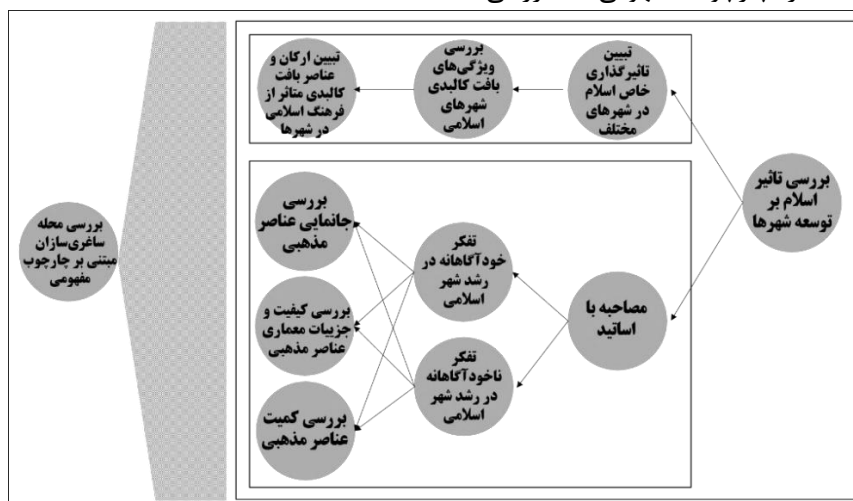 بررسی تاثیر
اسلام بر
توسعه شهرها
تبیین
تاثیرگذاری
خاص اسلام
در شهرهای
مختلف
بررسی
ویژگی‌های
بافت کالبدی
شهرهای
اسلامی
تبیین ارکان و
عناصر بافت
کالبدی متاثر از
فرهنگ اسلامی
در شهرها
مصاحبه با
اساتید
تفکر
خودآگاهانه در
رشد شهر
اسلامی
تفکر
ناخودآگاهانه
در رشد شهر
اسلامی
بررسی
جانمایی عناصر
مذهبی
بررسی کیفیت و
جزییات معماری
عناصر مذهبی
بررسی کمیت
عناصر مذهبی
بررسی محله
ساغری‌سازان
مبتنی بر چارچوب
مفهومی